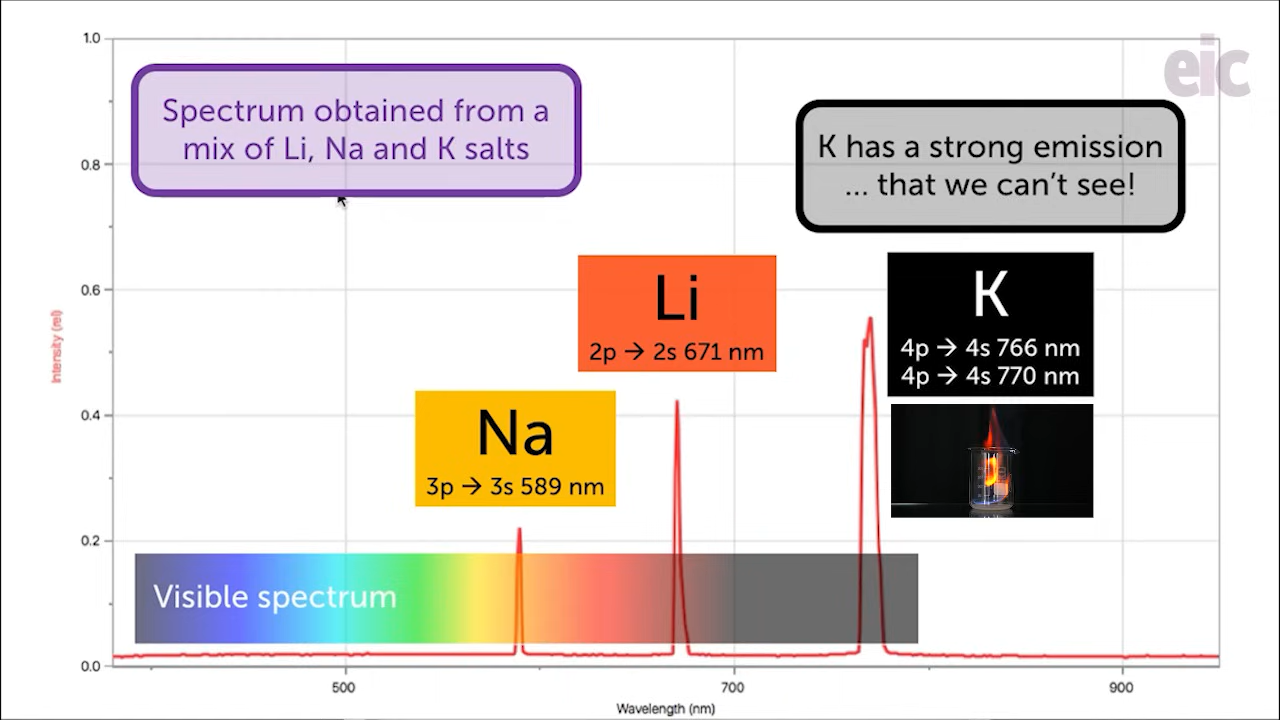 eic
1.0
Spectrum obtained from a
mix of Li, Na and K salts
K has a strong emission
... that we can't see!
0.8
0.6
Li
2p → 2s 671 nm
K
4p → 4s 766 nm
4p → 4s 770 nm
Intensity (rel)
0.4
Na
3p → 3s 589 nm
0.2
Visible spectrum
0.0
500
700
900
Wavelength (nm)